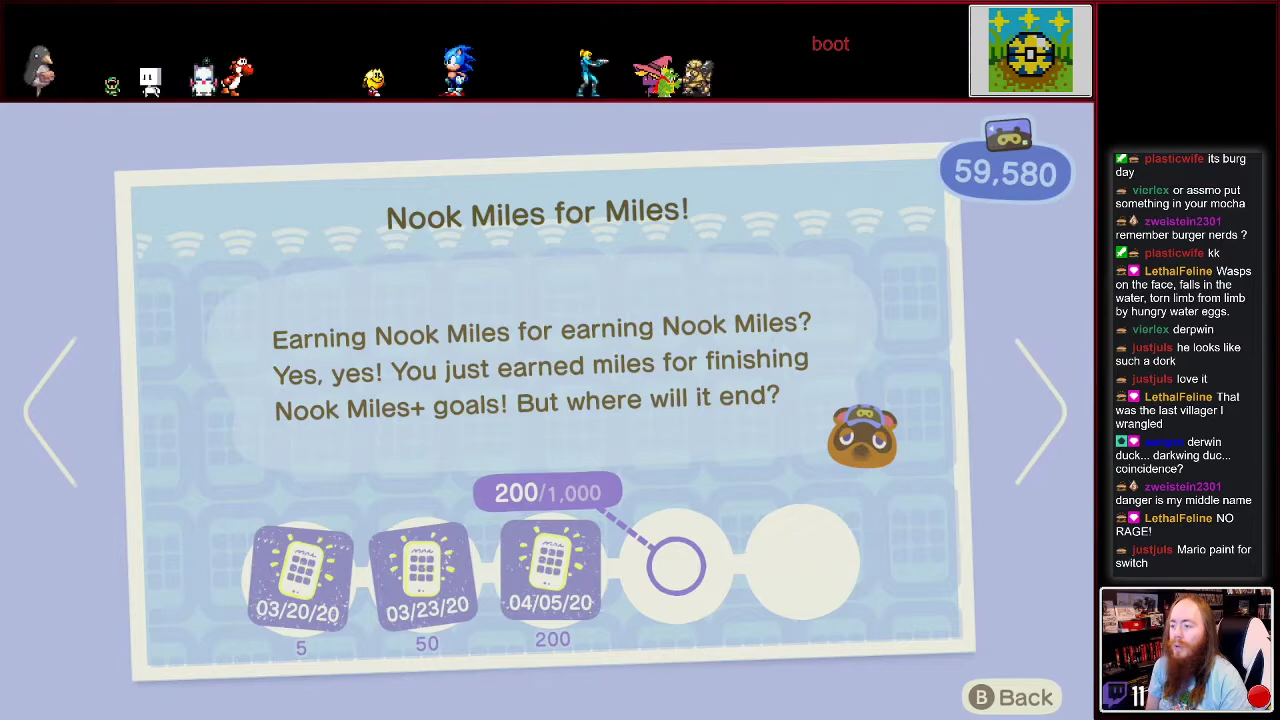 boot
59,580
Nook Miles for Miles!
Earning Nook Miles for earning Nook Miles?
Yes, yes! You just earned miles for finishing
Nook Miles+ goals! But where will it end?
200/1,000
03/20/20
03/23/20
04/05/20
5
50
200
B Back
plasticwife its burg
day
vierlex or assmo put
something in your mocha
zweistein2301
remember burger nerds ?
plasticwife kk
LethalFeline Wasps
on the face, falls in the
water, torn limb from limb
by hungry water eggs.
vierlex derpwin
justjuls he looks like
such a dork
justjuls love it
LethalFeline That
was the last villager I
wrangled
derwin
duck... darkwing duc...
coincidence?
zweistein2301
danger is my middle name
LethalFeline NO
RAGE!
justjuls Mario paint for
switch
11